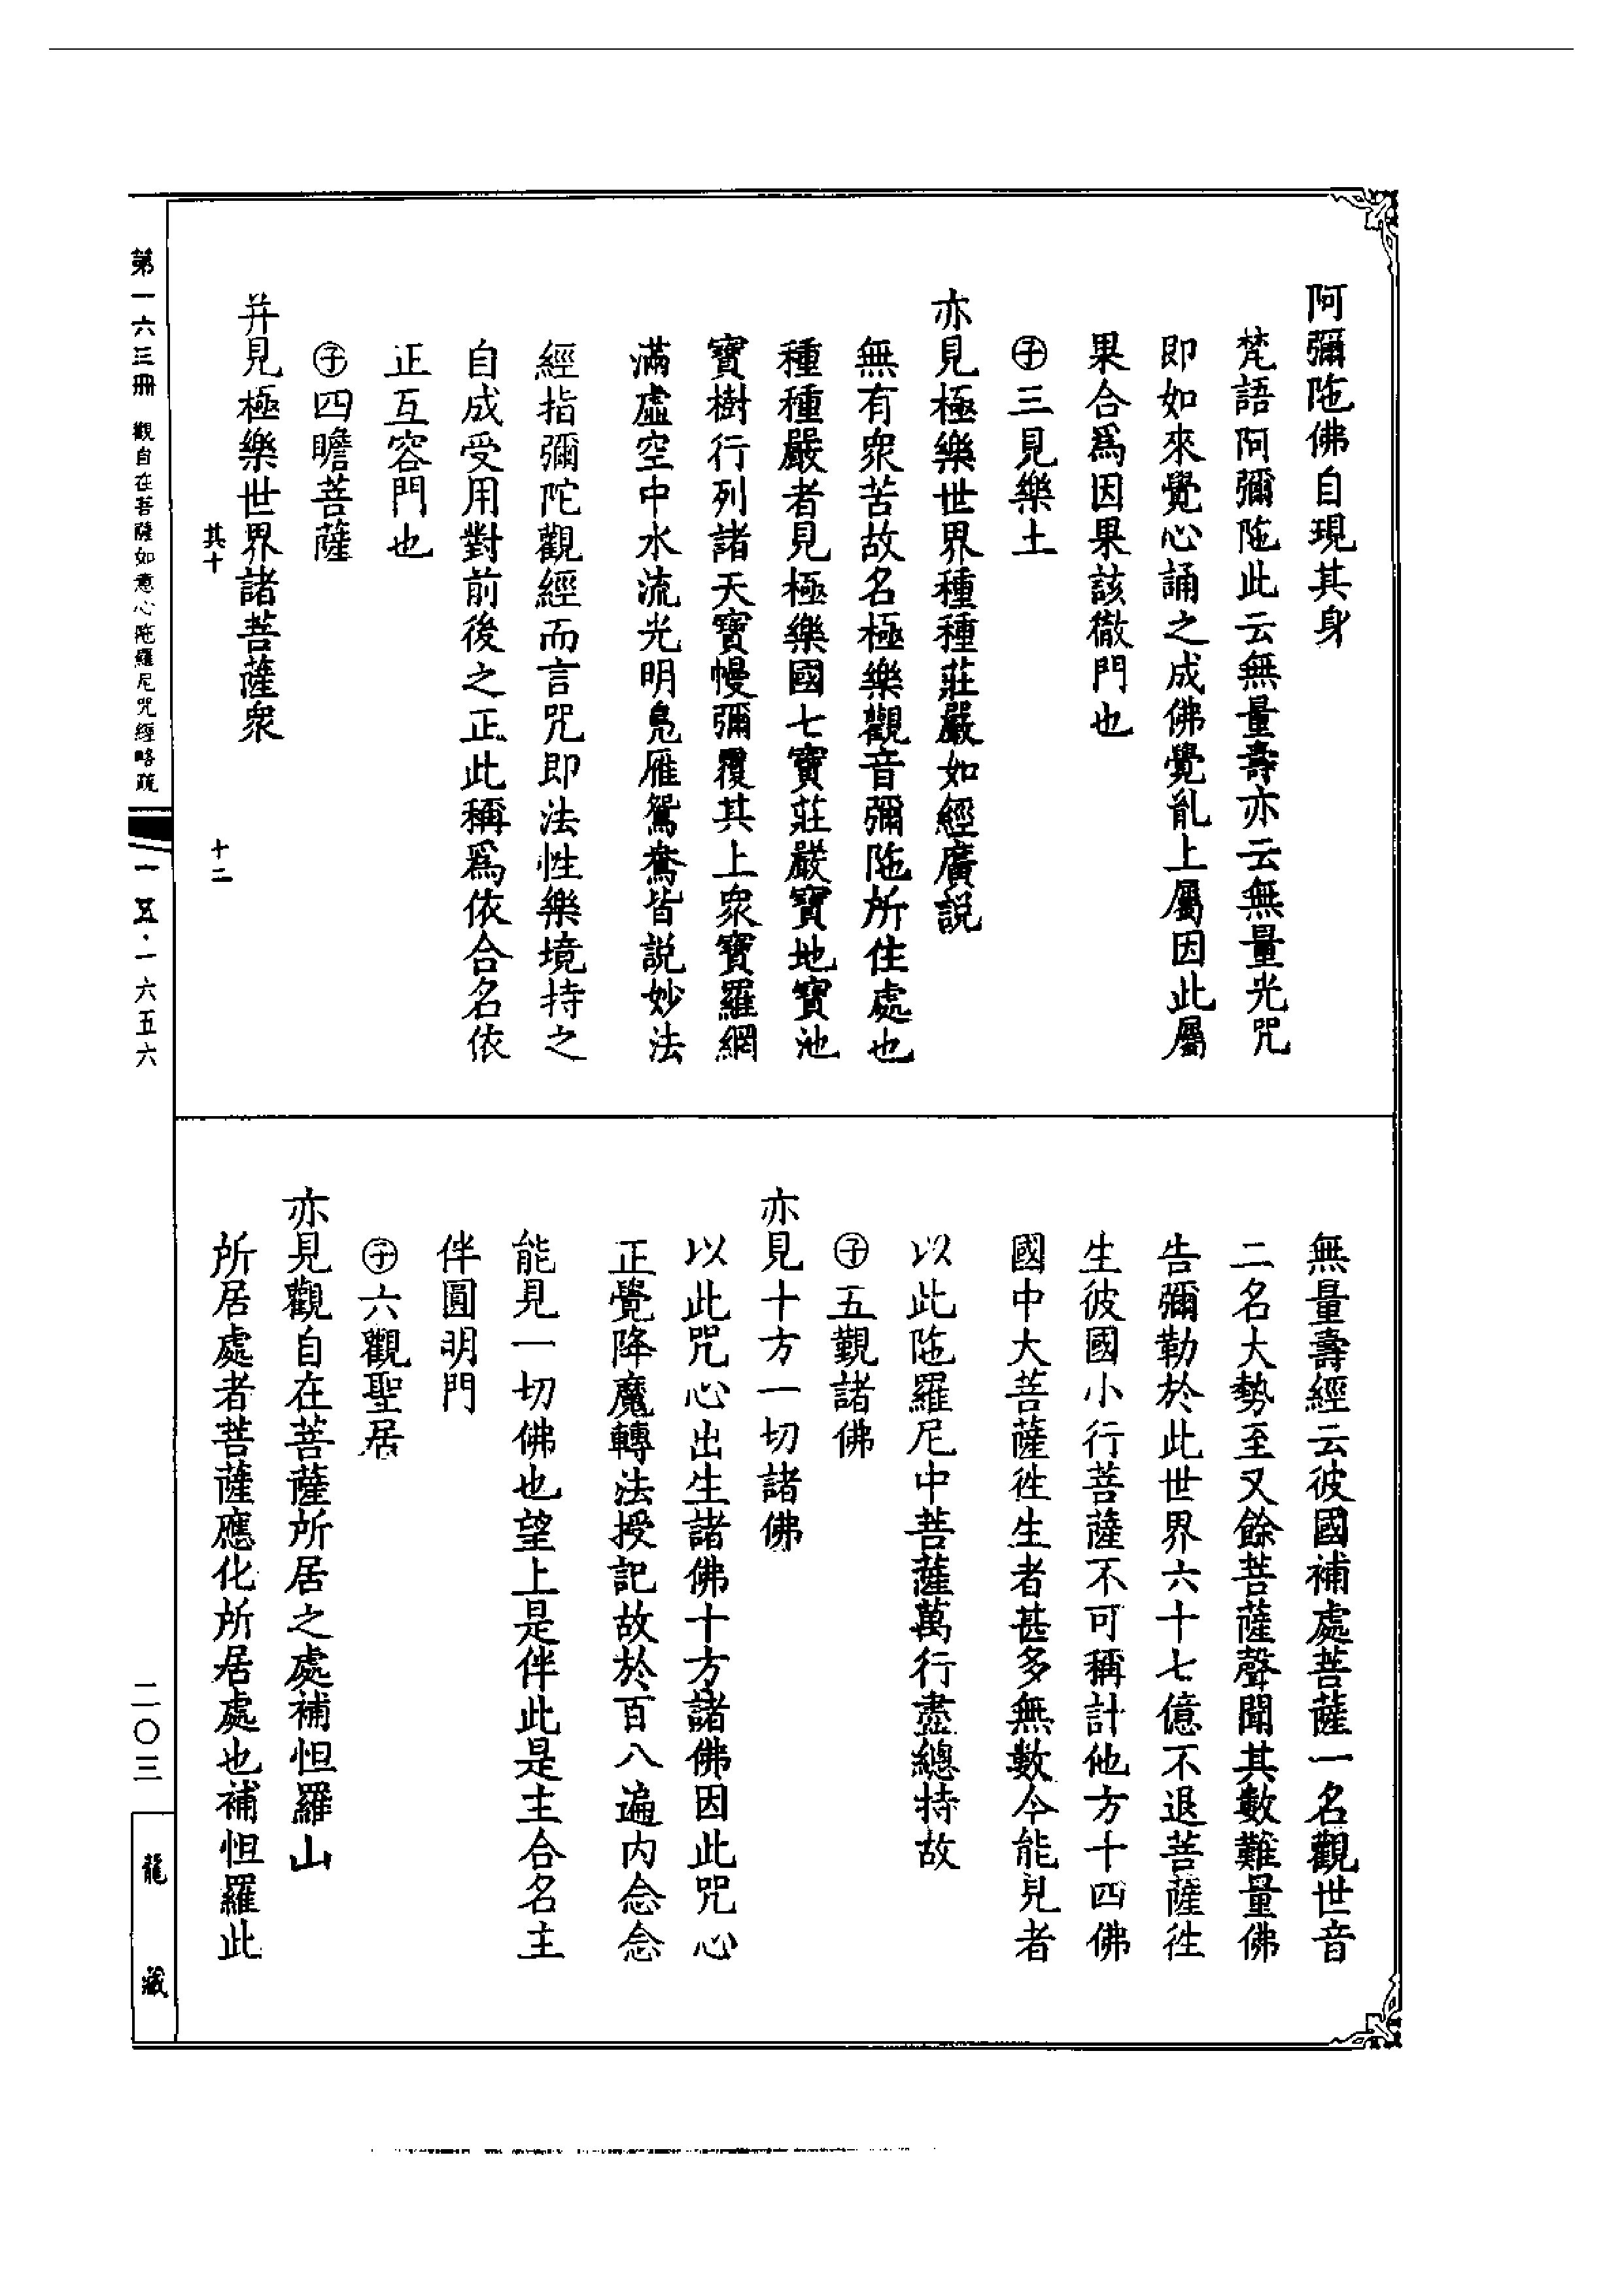 阿彌陁佛自現其身
梵語阿彌陁此云無量壽亦云無量光咒
即如來覺心誦之成佛覺亂上屬因此屬
果合爲因果該徹門也
㊉三見樂土
亦見極樂世界種種莊嚴如經廣説
無有衆苦故名極樂觀音彌陁所住處也
種種嚴者見極樂國七寶莊嚴寶地寶池
寶樹行列諸天寶幔彌覆其上衆寶羅網
滿虛空中水流光明鳧雁鴛鴦皆説妙法
經指彌陀觀經而言咒即法性樂境持之
自成受用對前後之正此稱爲依合名依
正互容門也
子四瞻菩薩
并見極樂世界諸菩薩衆
其十
十二
無量壽經云彼國補處菩薩一名觀世音
二名大勢至又餘菩薩聲聞其數難量佛
告彌勒於此世界六十七億不退菩薩徃
生彼國小行菩薩不可稱計他方十四佛
國中大菩薩徃生者甚多無數今能見者
以此陁羅尼中菩薩萬行盡總持故
子五觀諸佛
亦見十方一切諸佛
以此咒心出生諸佛十方諸佛因此咒心
正覺降魔轉法授記故於百八遍内念念
能見一切佛也望上是伴此是主合名主
伴圓明門
子六觀聖居
亦見觀自在菩薩所居之處補怛羅山
所居處者菩薩應化所居處也補怛羅此
第一六三冊 觀自在菩薩如意心陁羅尼咒經略疏
一五·一六五六
二〇三
龍藏